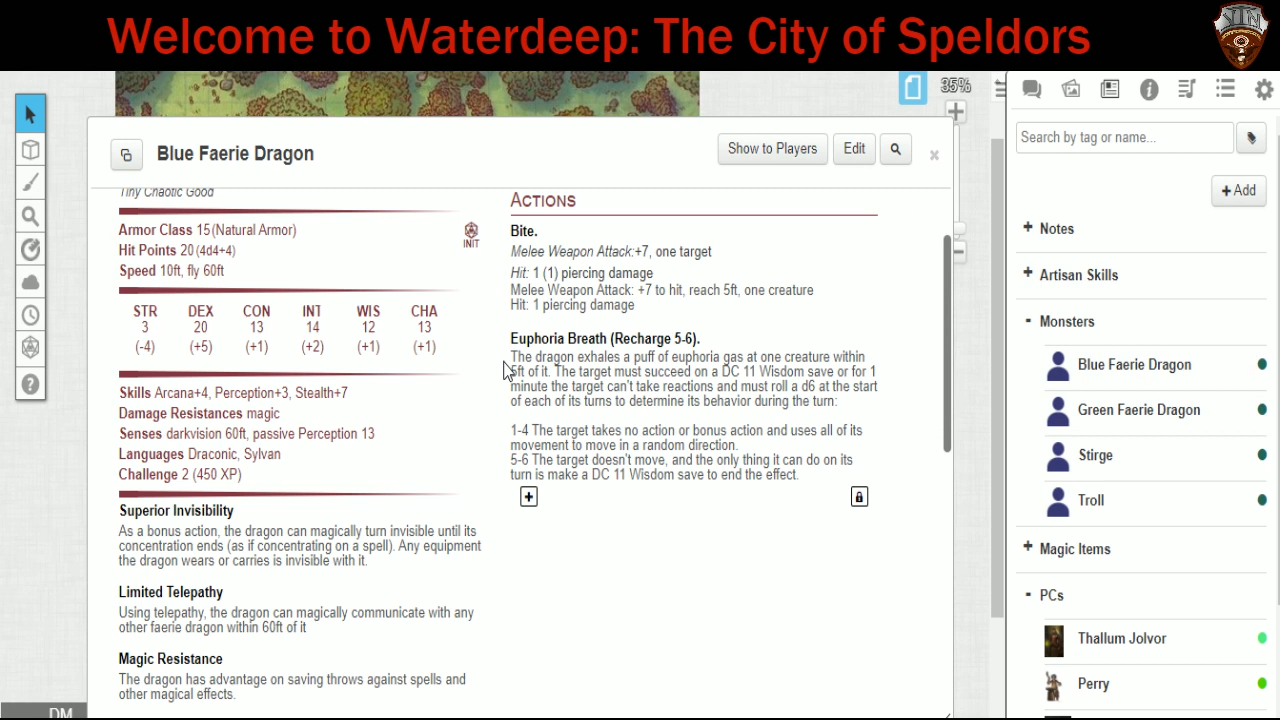 Welcome to Waterdeep: The City of Speldors
35%
Blue Faerie Dragon
Show to Players
Edit
Tiny Chaotic Good
Armor Class 15 (Natural Armor)
Hit Points 20 (4d4+4)
Speed 10ft, fly 60ft
INIT
STR DEX CON INT WIS CHA
3 20 13 14 12 13
(-4) (+5) (+1) (+2) (+1) (+1)
Skills Arcana+4, Perception+3, Stealth+7
Damage Resistances magic
Senses darkvision 60ft, passive Perception 13
Languages Draconic, Sylvan
Challenge 2 (450 XP)
Superior Invisibility
As a bonus action, the dragon can magically turn invisible until its
concentration ends (as if concentrating on a spell). Any equipment
the dragon wears or carries is invisible with it.
Limited Telepathy
Using telepathy, the dragon can magically communicate with any
other faerie dragon within 60ft of it
Magic Resistance
The dragon has advantage on saving throws against spells and
other magical effects.
Actions
Bite.
Melee Weapon Attack:+7, one target
Hit: 1 (1) piercing damage
Melee Weapon Attack: +7 to hit, reach 5ft, one creature
Hit: 1 piercing damage
Euphoria Breath (Recharge 5-6).
The dragon exhales a puff of euphoria gas at one creature within
5ft of it. The target must succeed on a DC 11 Wisdom save or for 1
minute the target can't take reactions and must roll a d6 at the start
of each of its turns to determine its behavior during the turn:
1-4 The target takes no action or bonus action and uses all of its
movement to move in a random direction.
5-6 The target doesn't move, and the only thing it can do on its
turn is make a DC 11 Wisdom save to end the effect.
Search by tag or name...
+Add
+ Notes
+ Artisan Skills
- Monsters
Blue Faerie Dragon
Green Faerie Dragon
Stirge
Troll
+ Magic Items
- PCs
Thallum Jolvor
Perry
DM